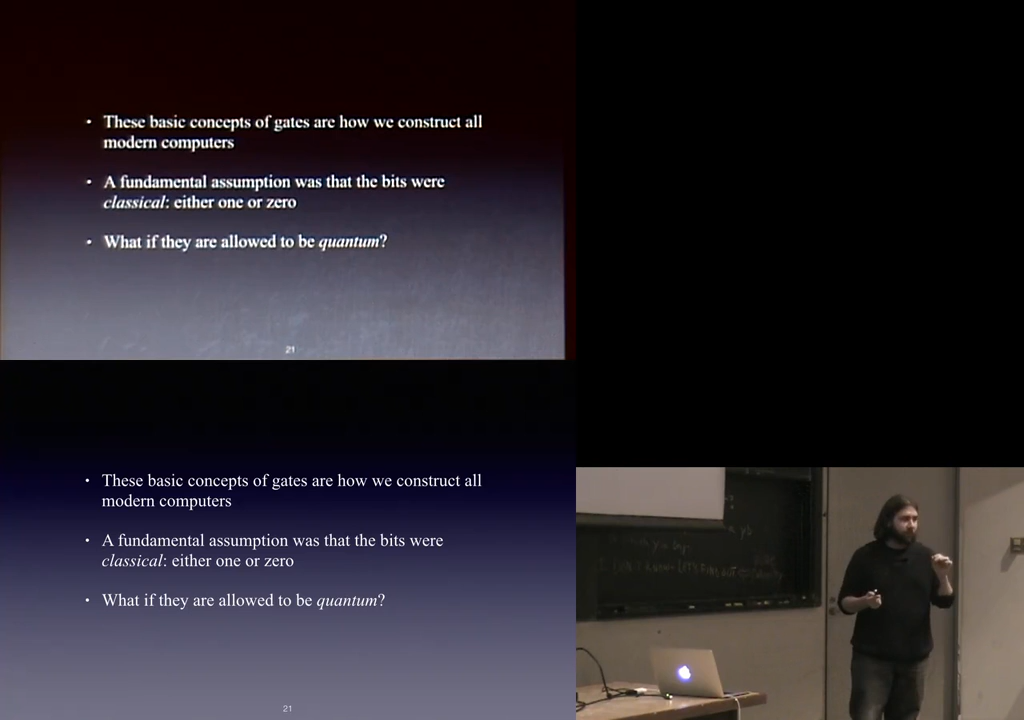 • These basic concepts of gates are how we construct all
modern computers
• A fundamental assumption was that the bits were
classical: either one or zero
• What if they are allowed to be quantum?
21
• These basic concepts of gates are how we construct all
modern computers
• A fundamental assumption was that the bits were
classical: either one or zero
• What if they are allowed to be quantum?
21